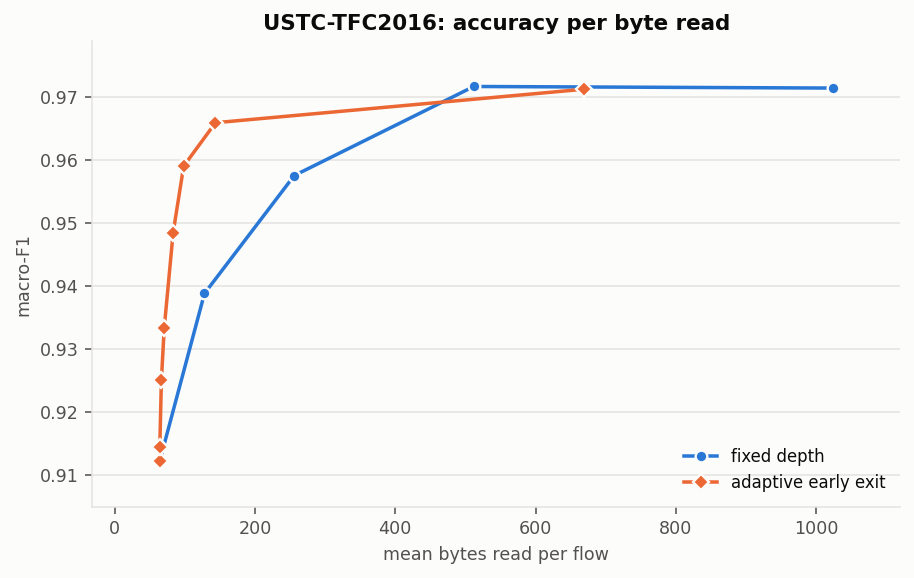 USTC-TFC2016: accuracy per byte read
macro-F1
0.97
0.96
0.95
0.94
0.93
0.92
0.91
fixed depth
adaptive early exit
0 200 400 600 800 1000
mean bytes read per flow